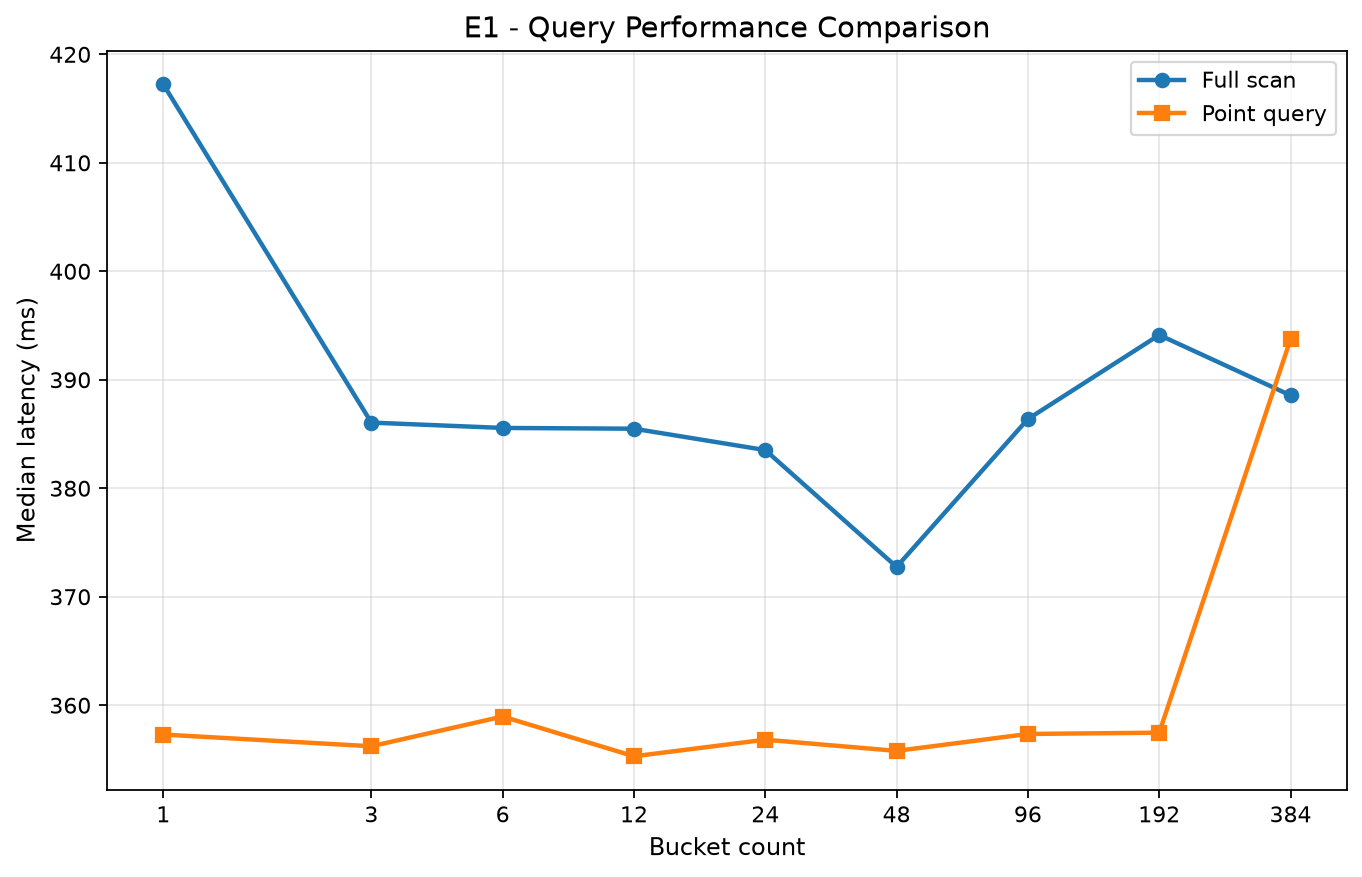 E1 - Query Performance Comparison
Full scan
Point query
Median latency (ms)
420
410
400
390
380
370
360
1 3 6 12 24 48 96 192 384
Bucket count